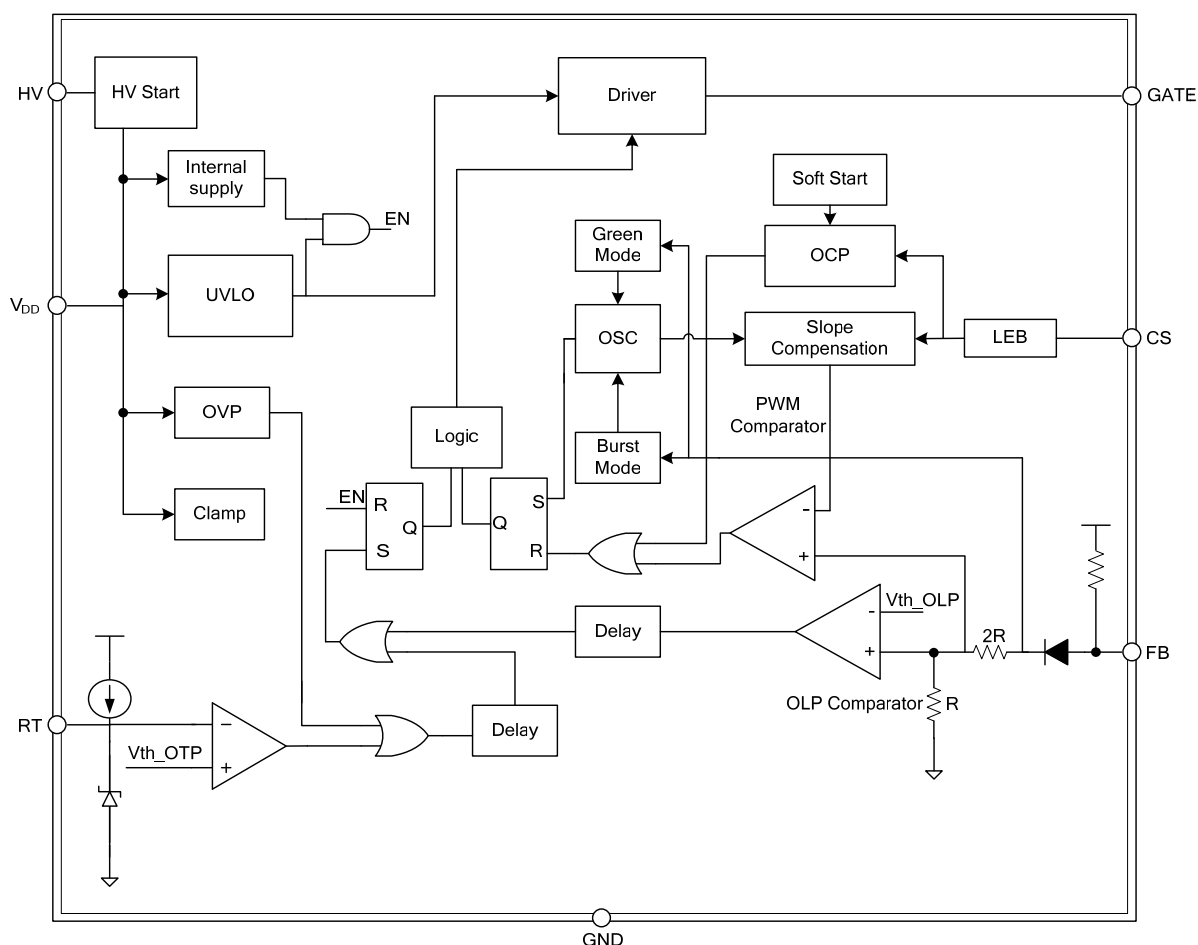 HV
HV Start
Driver
GATE
Internal
supply
EN
Soft Start
Green
Mode
OCP
UVLO
VDD
OSC
Slope
Compensation
LEB
CS
OVP
PWM
Comparator
Logic
Burst
Mode
Clamp
EN
R
Q
S
Q
S
R
-
+
Vth_OLP
-
+
Delay
2R
FB
OLP Comparator
R
RT
Delay
Vth_OTP
−
+
GND